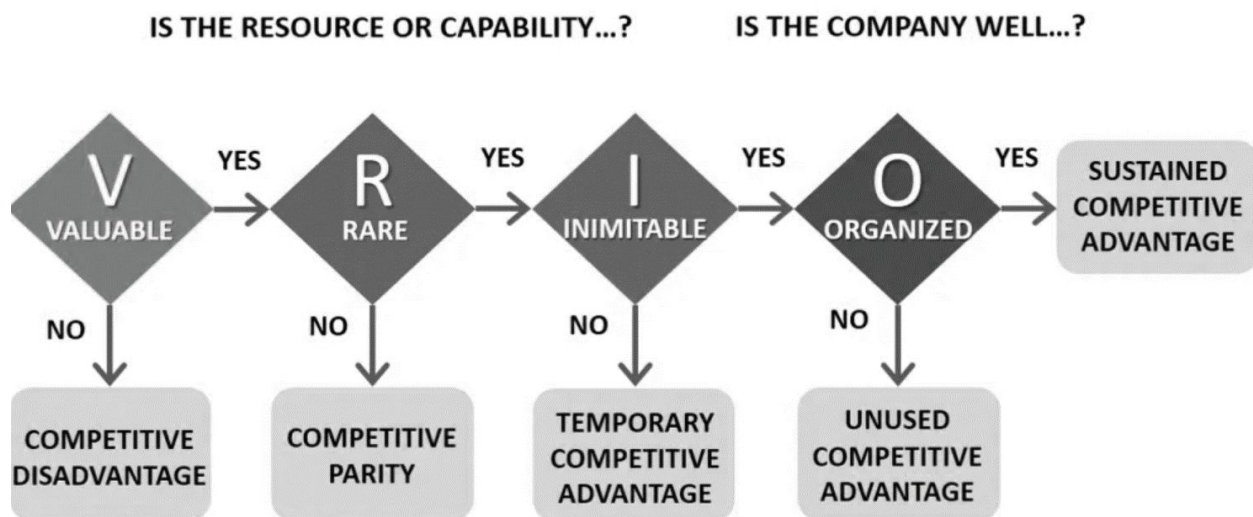 IS THE RESOURCE OR CAPABILITY...?
IS THE COMPANY WELL...?
V
VALUABLE
YES
R
RARE
YES
I
INIMITABLE
YES
O
ORGANIZED
YES
SUSTAINED
COMPETITIVE
ADVANTAGE
NO
COMPETITIVE
DISADVANTAGE
NO
COMPETITIVE
PARITY
NO
TEMPORARY
COMPETITIVE
ADVANTAGE
NO
UNUSED
COMPETITIVE
ADVANTAGE